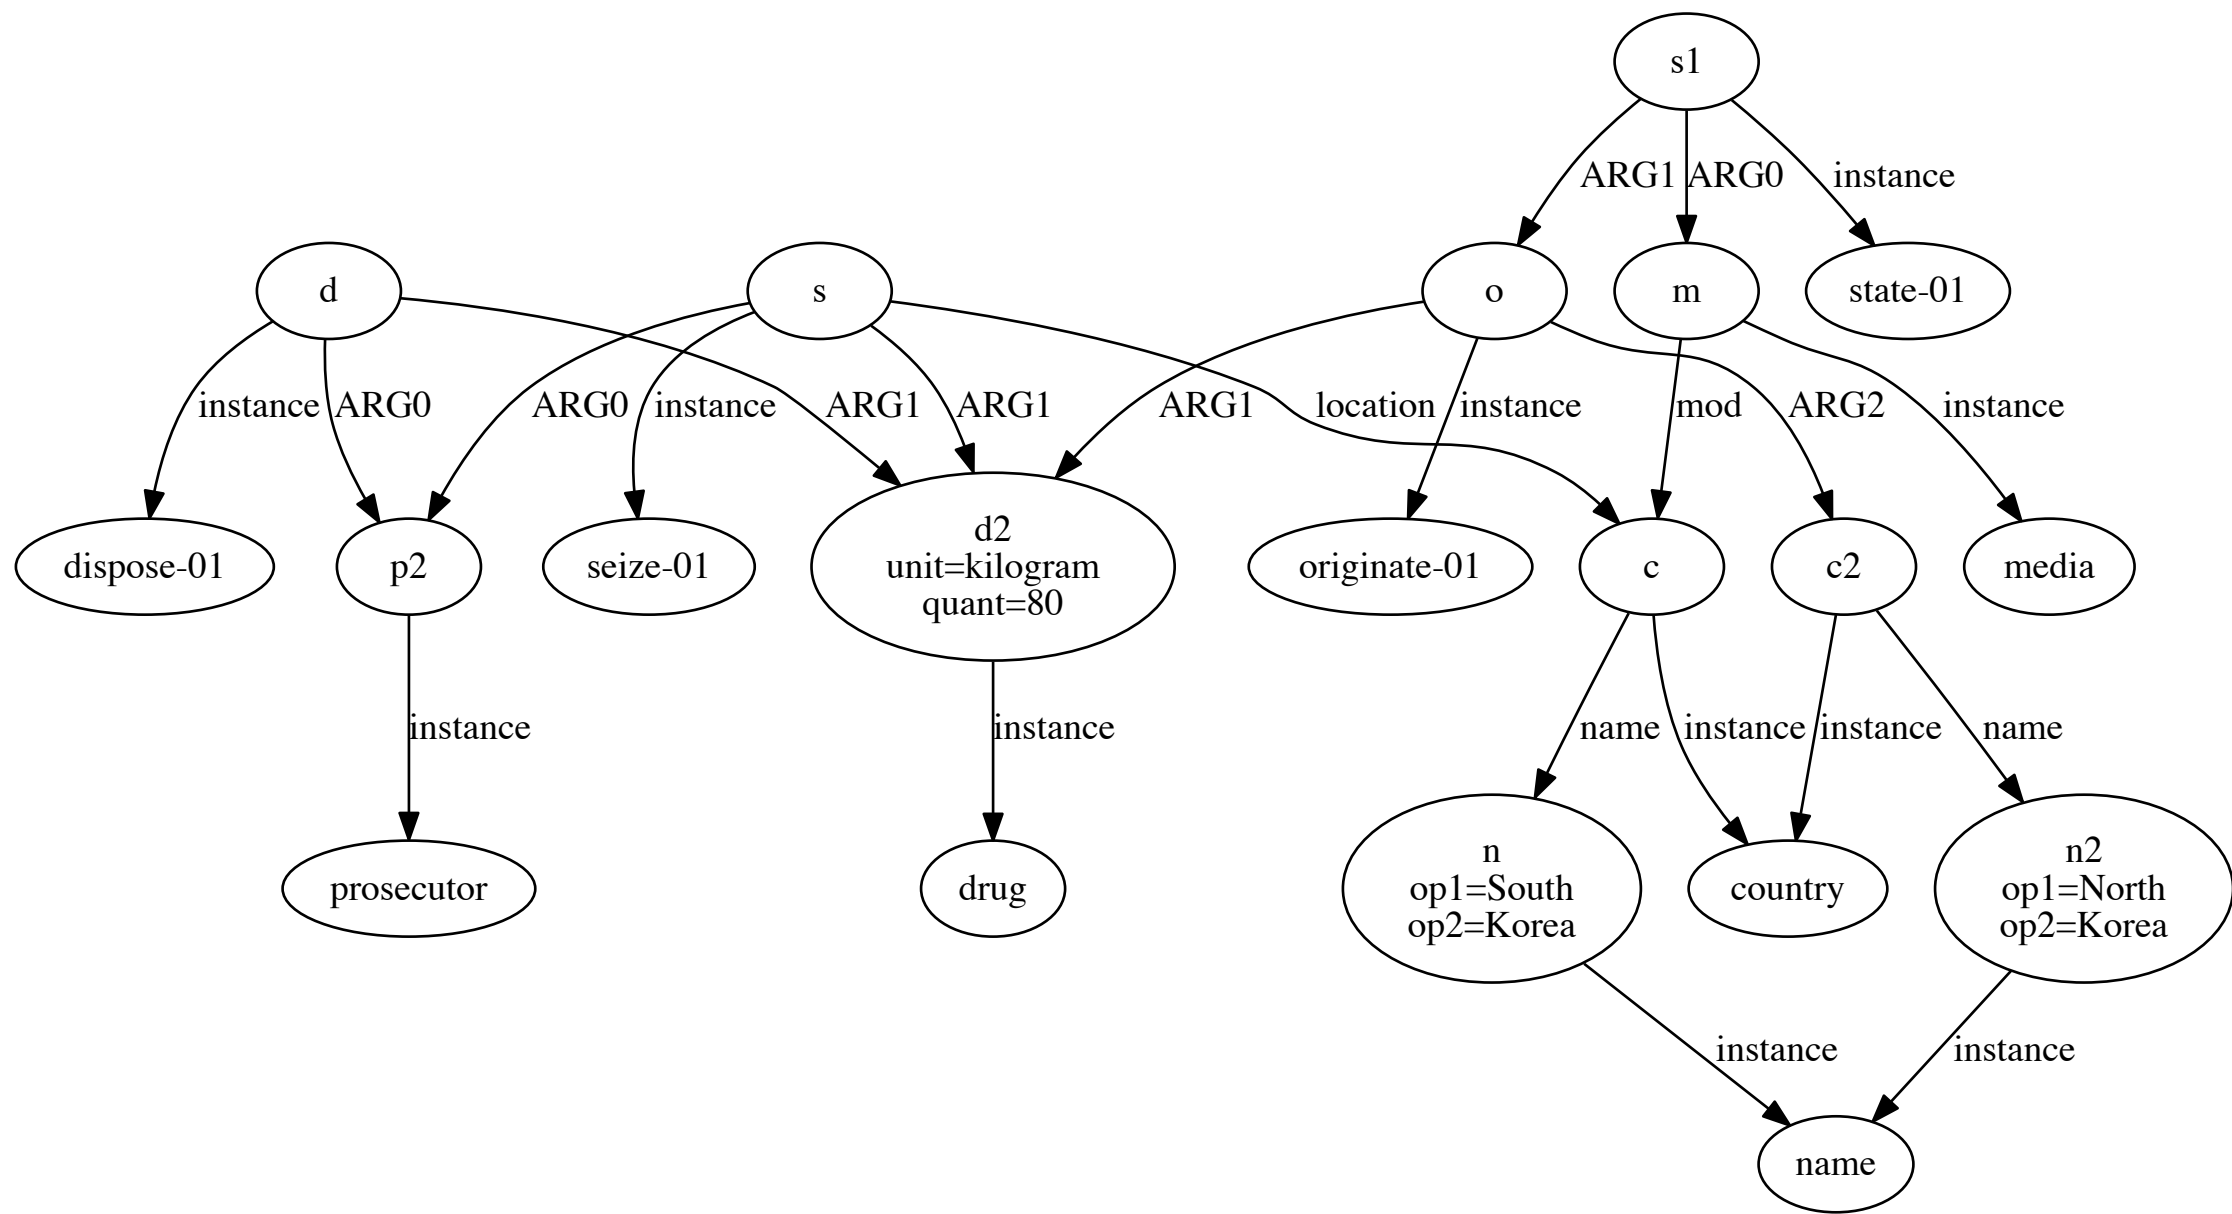 s1
ARG1
ARG0
instance
d
s
o
m
state-01
instance
ARG0
ARG0
instance
ARG1
ARG1
ARG1
location
instance
mod
ARG2
instance
dispose-01
p2
seize-01
d2
unit=kilogram
quant=80
originate-01
c
c2
media
instance
instance
name
instance
instance
name
prosecutor
drug
n
op1=South
op2=Korea
country
n2
op1=North
op2=Korea
instance
instance
name